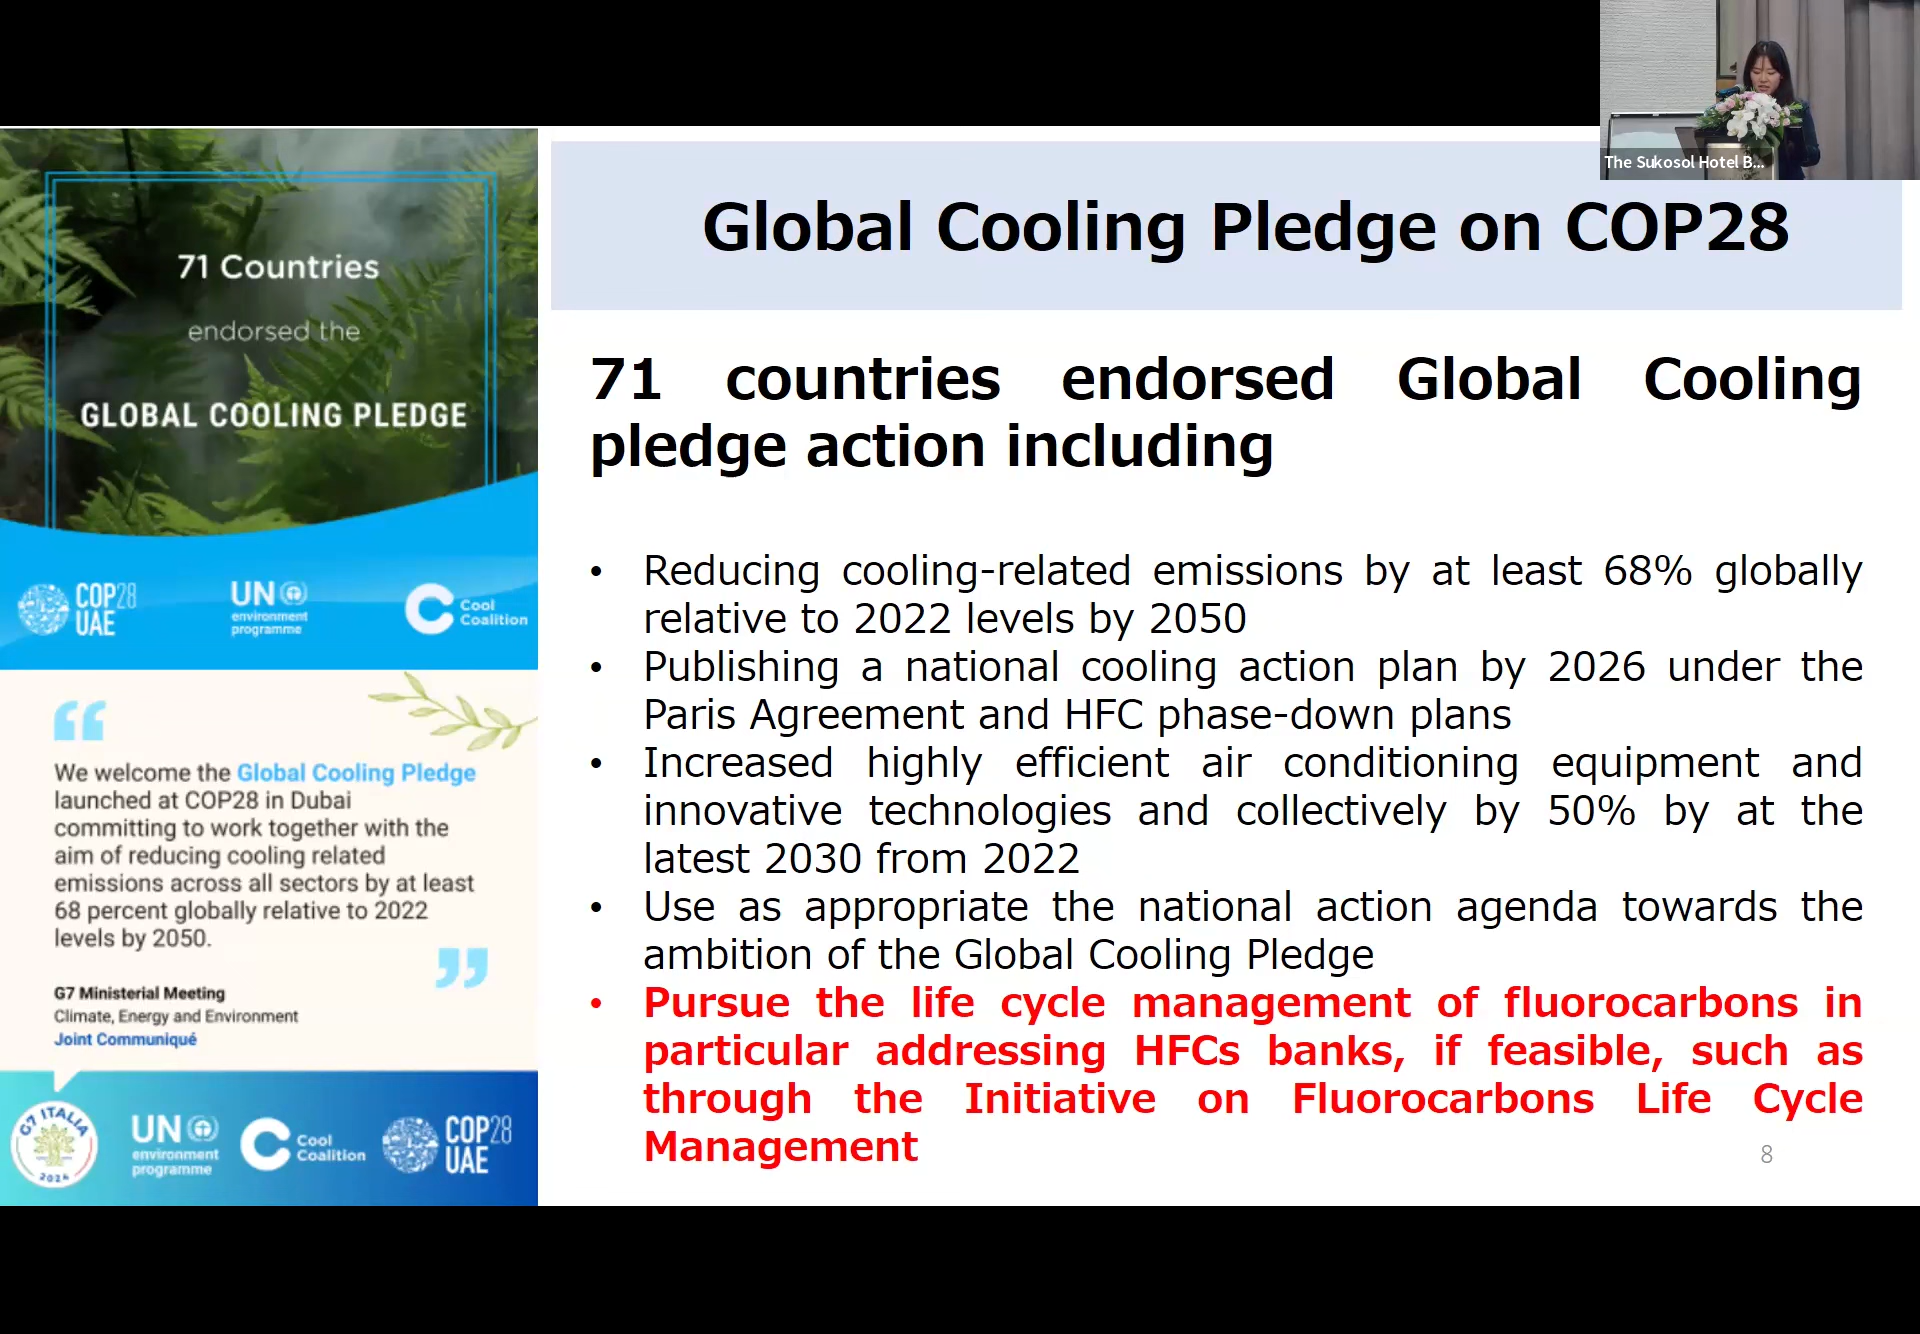 The Sukosol Hotel B...
71 Countries
endorsed the
GLOBAL COOLING PLEDGE
COP28
UAE
UN
environment
programme
Cool
Coalition
“
We welcome the Global Cooling Pledge
launched at COP28 in Dubai
committing to work together with the
aim of reducing cooling related
emissions across all sectors by at least
68 percent globally relative to 2022
levels by 2050.
”
G7 Ministerial Meeting
Climate, Energy and Environment
Joint Communiqué
G7 ITALIA
2024
UN
environment
programme
Cool
Coalition
COP28
UAE
Global Cooling Pledge on COP28
71 countries endorsed Global Cooling
pledge action including
• Reducing cooling-related emissions by at least 68% globally
relative to 2022 levels by 2050
• Publishing a national cooling action plan by 2026 under the
Paris Agreement and HFC phase-down plans
• Increased highly efficient air conditioning equipment and
innovative technologies and collectively by 50% by at the
latest 2030 from 2022
• Use as appropriate the national action agenda towards the
ambition of the Global Cooling Pledge
• Pursue the life cycle management of fluorocarbons in
particular addressing HFCs banks, if feasible, such as
through the Initiative on Fluorocarbons Life Cycle
Management
8